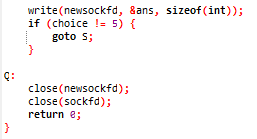 write(newsockfd, &ans, sizeof(int));
if (choice != 5) {
goto S;
}
Q:
close(newsockfd);
close(sockfd);
return 0;
}